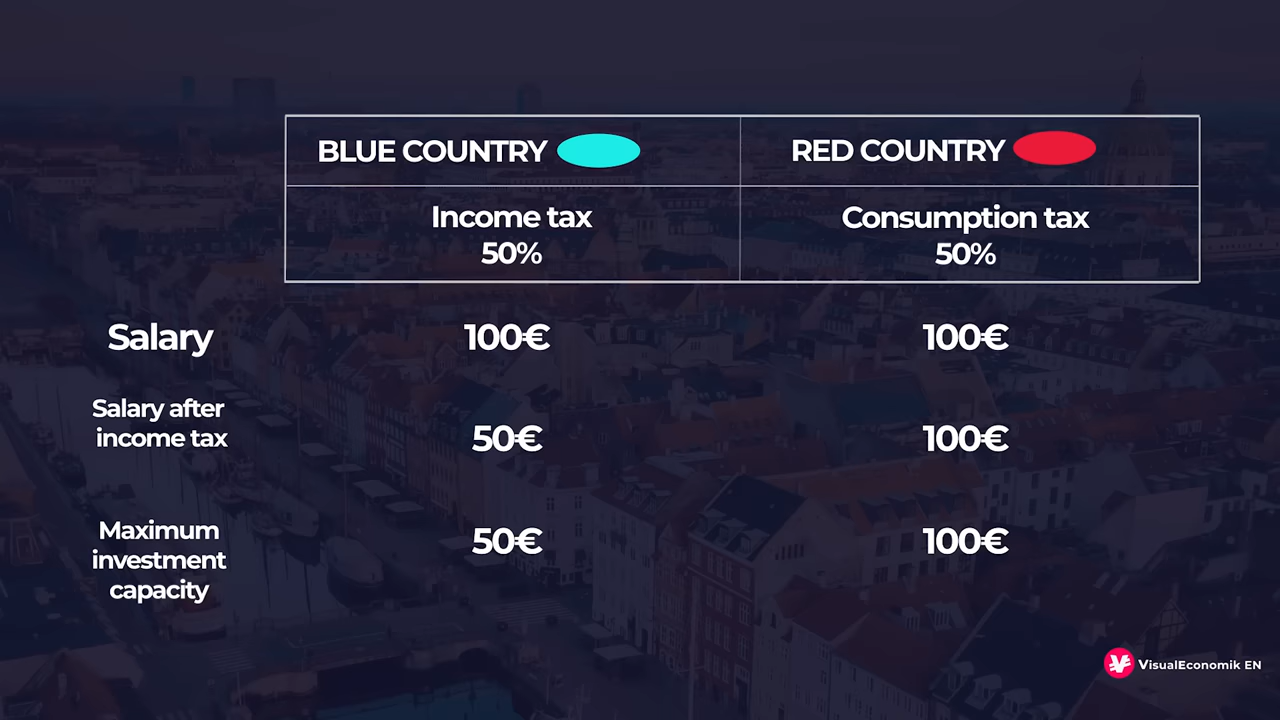 BLUE COUNTRY
RED COUNTRY
Income tax
50%
Consumption tax
50%
Salary
100€
100€
Salary after
income tax
50€
100€
Maximum
investment
capacity
50€
100€
VisualEconomik EN